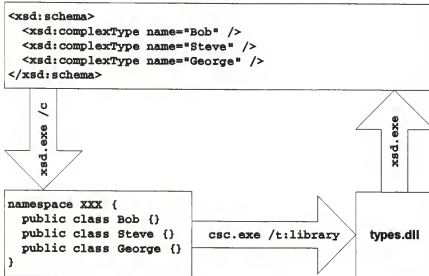 <xsd:schema>
  <xsd:complexType name="Bob" />
  <xsd:complexType name="Steve" />
  <xsd:complexType name="George" />
</xsd:schema>
xsd.exe /c
xsd.exe
namespace XXX {
  public class Bob {}
  public class Steve {}
  public class George {}
}
csc.exe /t:library
types.dll